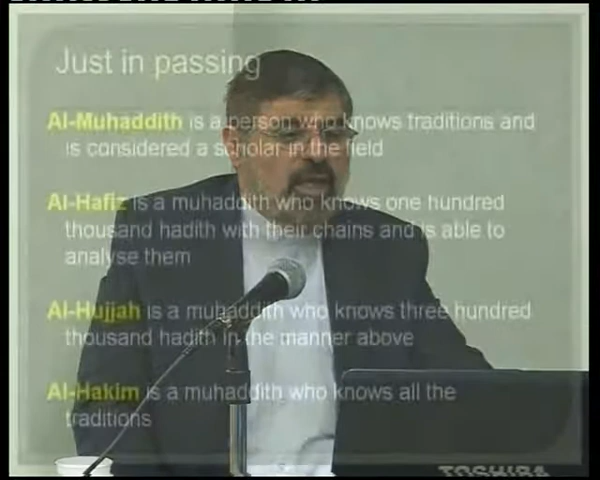 Just in passing
Al-Muhaddith is a person who knows traditions and
is considered a scholar in the field
Al-Hafiz is a muhaddith who knows one hundred
thousand hadith with their chains and is able to
analyse them
Al-Hujjah is a muhaddith who knows three hundred
thousand hadith in the manner above
Al-Hakim is a muhaddith who knows all the
traditions
TOSHIBA